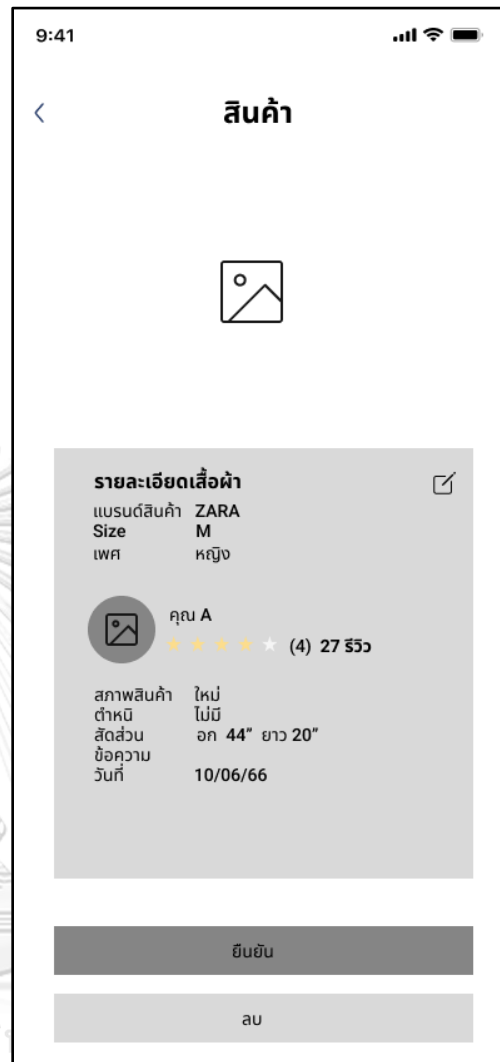 9:41
สินค้า
รายละเอียดเสื้อผ้า
แบรนด์สินค้า ZARA
Size M
เพศ หญิง
คุณ A
(4) 27 รีวิว
สภาพสินค้า ใหม่
ตำหนิ ไม่มี
สัดส่วน อก 44” ยาว 20”
ข้อความ
วันที่ 10/06/66
ยืนยัน
ลบ